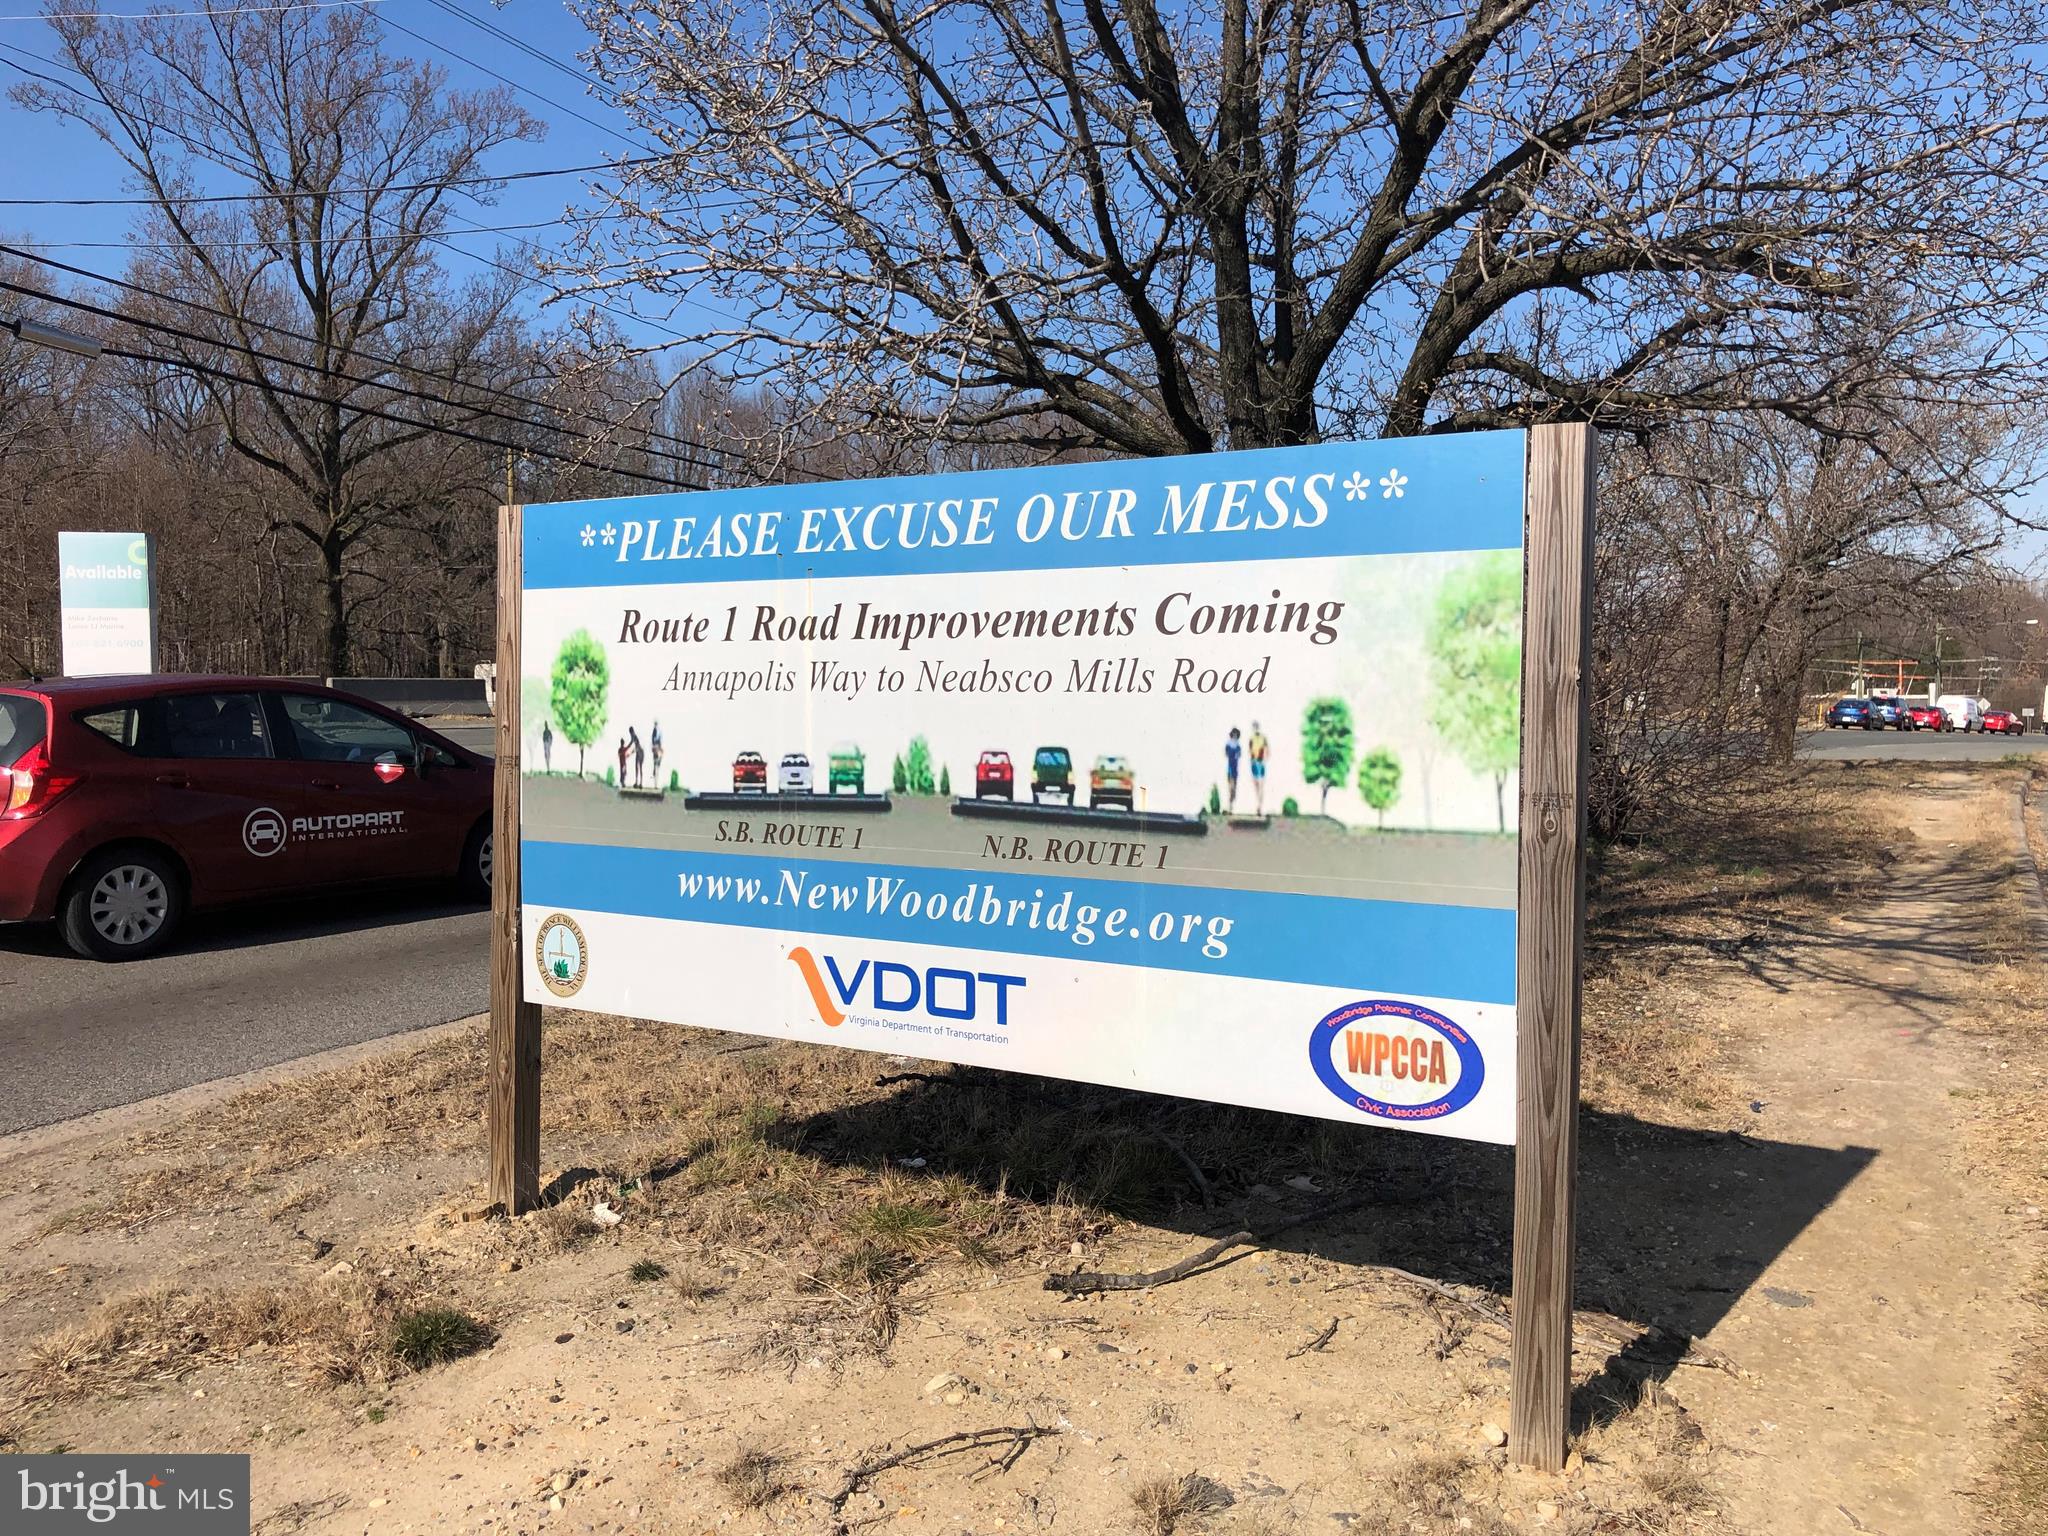 **PLEASE EXCUSE OUR MESS**
Route 1 Road Improvements Coming
Annapolis Way to Neabsco Mills Road
S.B. ROUTE 1
N.B. ROUTE 1
www.NewWoodbridge.org
VDOT
Virginia Department of Transportation
Woodbridge Potomac Communities
WPCCA
Civic Association
Available
AUTOPART
INTERNATIONAL
bright™ MLS